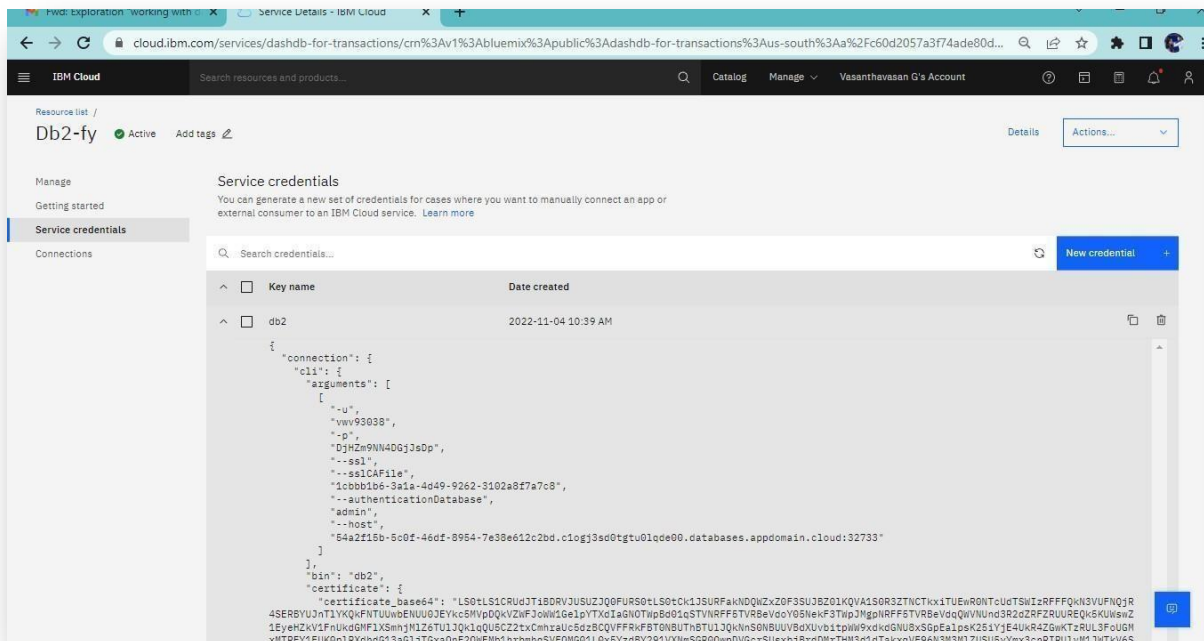 Fwd: Exploration "working with
Service Details - IBM Cloud
cloud.ibm.com/services/dashdb-for-transactions/crn%3Av1%3Abluemix%3Apublic%3Adashdb-for-transactions%3Aus-south%3Aa%2Fc60d2057a3f74ade80d...
IBM Cloud
Search resources and products...
Catalog Manage Vasanthavasan G's Account
Resource list /
Db2-fy Active Add tags Details Actions...
Manage
Getting started
Service credentials
Connections
Service credentials
You can generate a new set of credentials for cases where you want to manually connect an app or
external consumer to an IBM Cloud service. Learn more
Search credentials...
New credential +
Key name Date created
db2 2022-11-04 10:39 AM
{
"connection": {
"cli": {
"arguments": [
[
"-u",
"vwv93038",
"-p",
"DjHZm9NN4DGjJsDp",
"--ssl",
"--sslCAFile",
"1cbbb1b6-3a1a-4d49-9262-3102a8f7a7c8",
"--authenticationDatabase",
"admin",
"--host",
"54a2f15b-5c0f-46df-8954-7e38e612c2bd.c1ogj3sd0tgtu0lqde00.databases.appdomain.cloud:32733"
]
],
"bin": "db2",
"certificate": {
"certificate_base64":